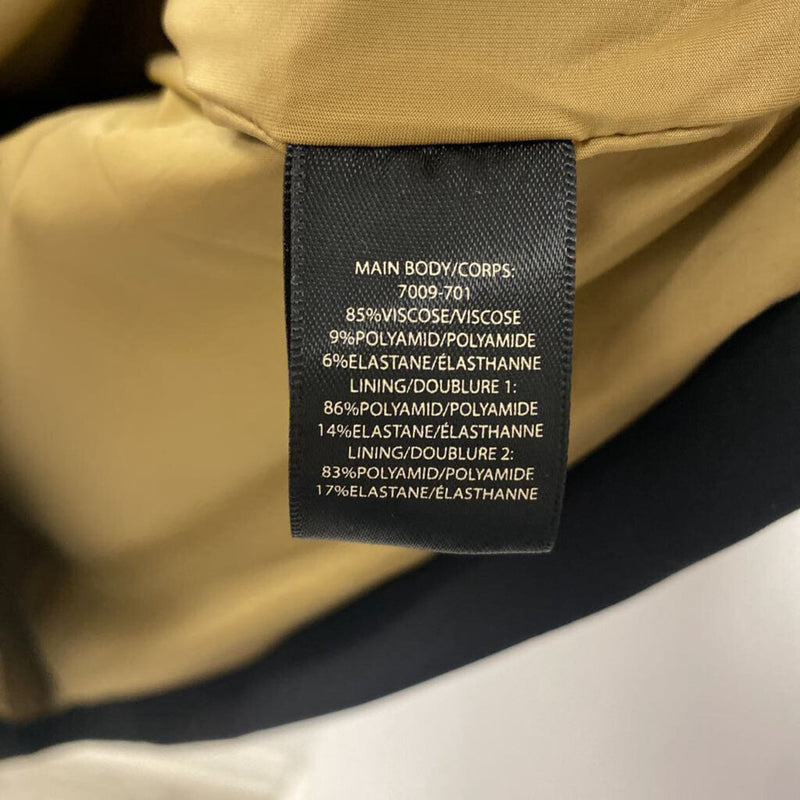 MAIN BODY/CORPS:
7009-701
85%VISCOSE/VISCOSE
9%POLYAMID/POLYAMIDE
6%ELASTANE/ÉLASTHANNE
LINING/DOUBLURE 1:
86%POLYAMID/POLYAMIDE
14%ELASTANE/ÉLASTHANNE
LINING/DOUBLURE 2:
83%POLYAMID/POLYAMIDE
17%ELASTANE/ÉLASTHANNE